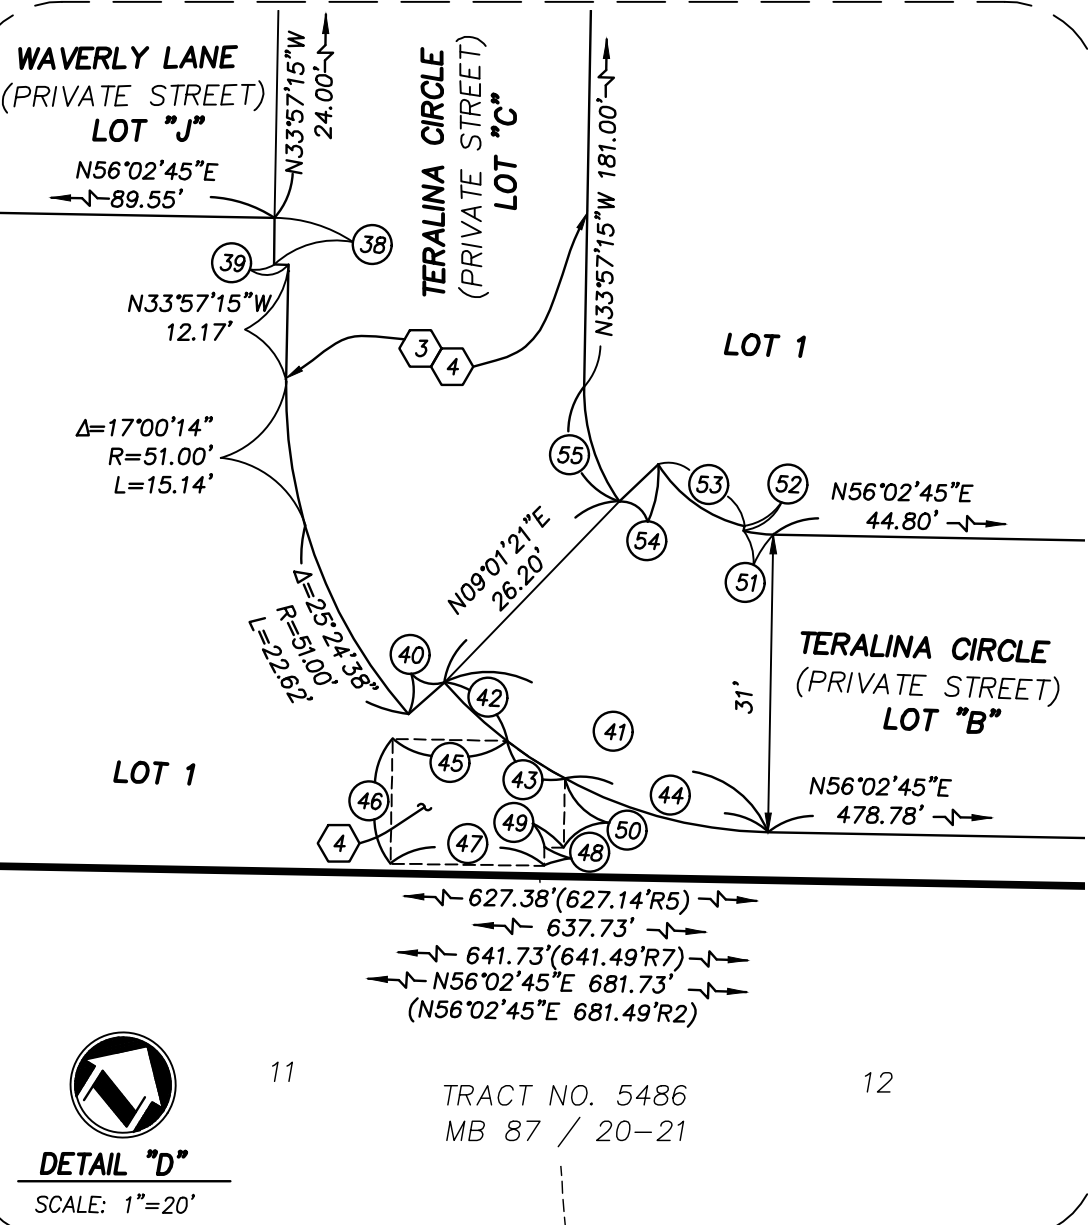 WAVERLY LANE
(PRIVATE STREET)
LOT "J"
N56°02'45"E
89.55'
N33°57'15"W
24.00'
TERALINA CIRCLE
(PRIVATE STREET)
LOT "C"
N33°57'15"W 181.00'
38
39
N33°57'15"W
12.17'
3
4
LOT 1
Δ=17°00'14"
R=51.00'
L=15.14'
55
53
52
N56°02'45"E
44.80'
54
51
N09°01'21"E
26.20'
Δ=25°24'38"
R=51.00'
L=22.62'
40
42
41
TERALINA CIRCLE
(PRIVATE STREET)
LOT "B"
31'
LOT 1
45
43
44
46
N56°02'45"E
478.78'
4
47
49
50
48
627.38'(627.14'R5)
637.73'
641.73'(641.49'R7)
N56°02'45"E 681.73'
(N56°02'45"E 681.49'R2)
11
12
TRACT NO. 5486
MB 87 / 20-21
DETAIL "D"
SCALE: 1"=20'